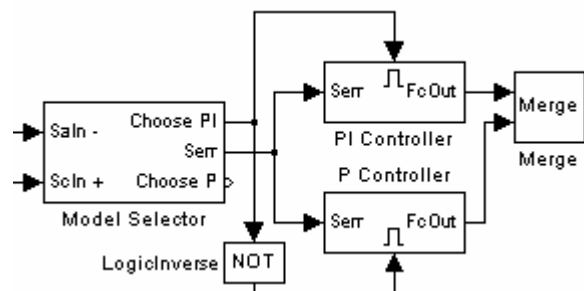 SaIn -
Choose PI
Serr
ScIn +
Choose P
Model Selector
LogicInverse
NOT
Serr
FcOut
PI Controller
P Controller
Serr
FcOut
Merge
Merge